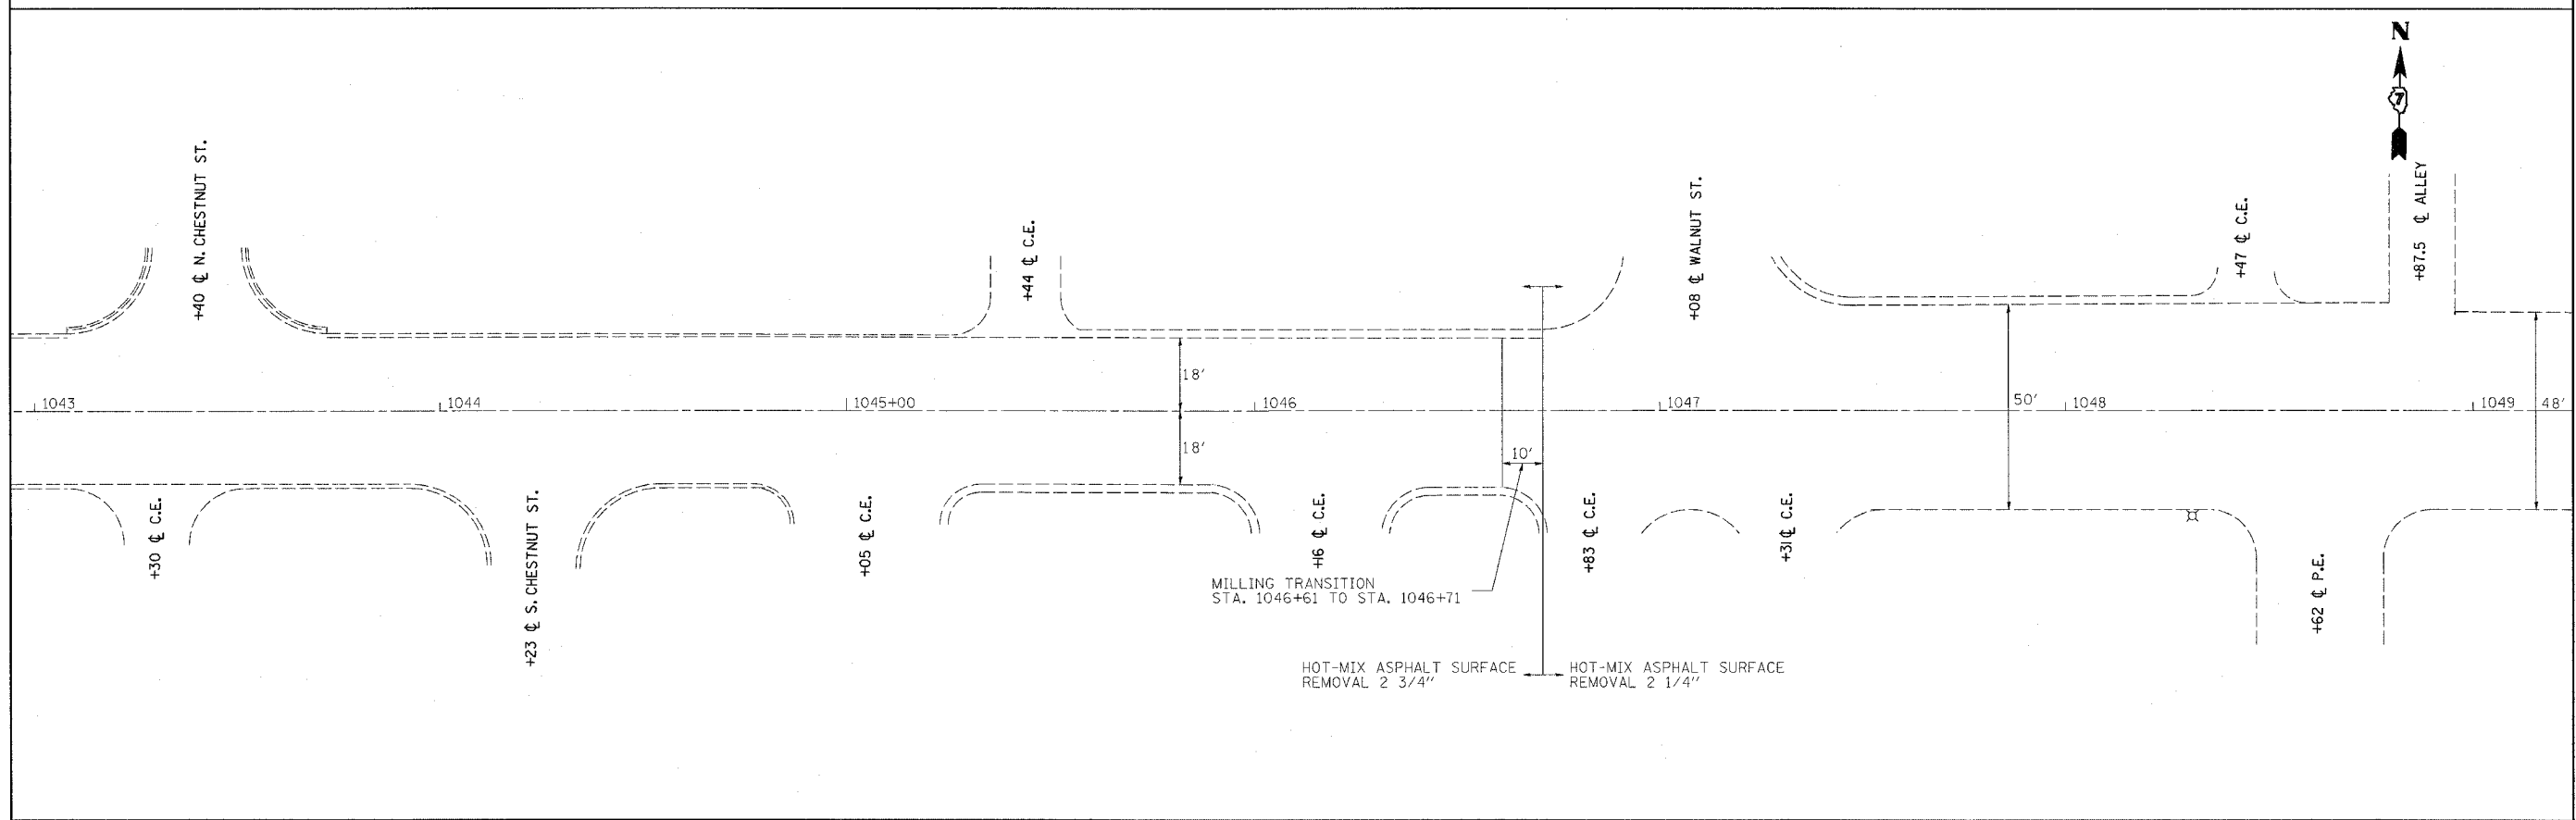 N
7
+40 ℄ N. CHESTNUT ST.
+44 ℄ C.E.
+08 ℄ WALNUT ST.
+47 ℄ C.E.
+87.5 ℄ ALLEY
18'
1043
1044
1045+00
1046
1047
50'
1048
1049
48'
18'
10'
+30 ℄ C.E.
+23 ℄ S. CHESTNUT ST.
+05 ℄ C.E.
+16 ℄ C.E.
+83 ℄ C.E.
+31 ℄ C.E.
+62 ℄ P.E.
MILLING TRANSITION
STA. 1046+61 TO STA. 1046+71
HOT-MIX ASPHALT SURFACE
REMOVAL 2 3/4"
HOT-MIX ASPHALT SURFACE
REMOVAL 2 1/4"